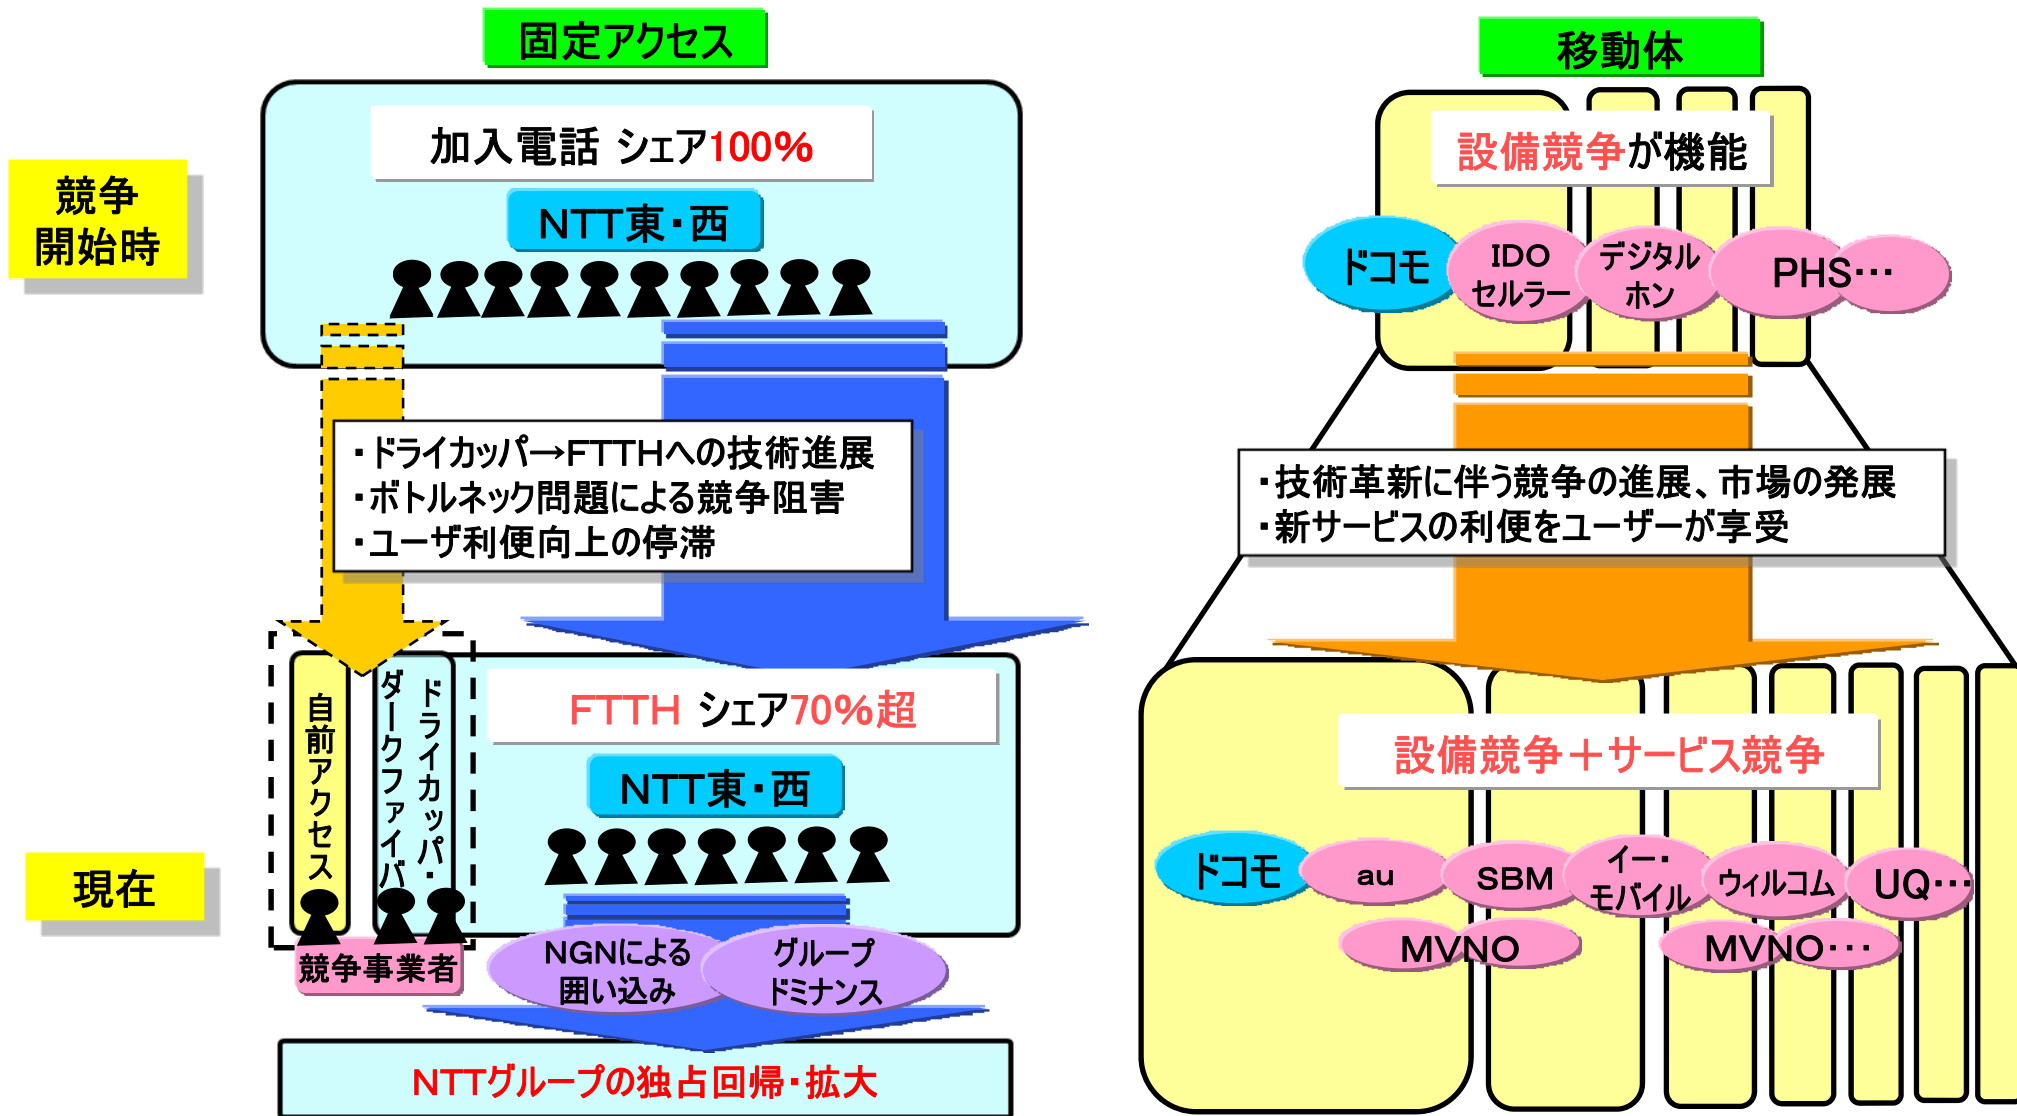 固定アクセス
移動体
競争
開始時
加入電話 シェア100%
NTT東・西
設備競争が機能
ドコモ
IDO
セルラー
デジタル
ホン
PHS…
・ドライカッパ→FTTHへの技術進展
・ボトルネック問題による競争阻害
・ユーザ利便向上の停滞
・技術革新に伴う競争の進展、市場の発展
・新サービスの利便をユーザーが享受
現在
自前アクセス
ドライカッパ・
ダークファイバ
競争事業者
FTTH シェア70%超
NTT東・西
NGNによる
囲い込み
グループ
ドミナンス
NTTグループの独占回帰・拡大
設備競争＋サービス競争
ドコモ
au
SBM
イー・
モバイル
ウィルコム
UQ…
MVNO
MVNO…